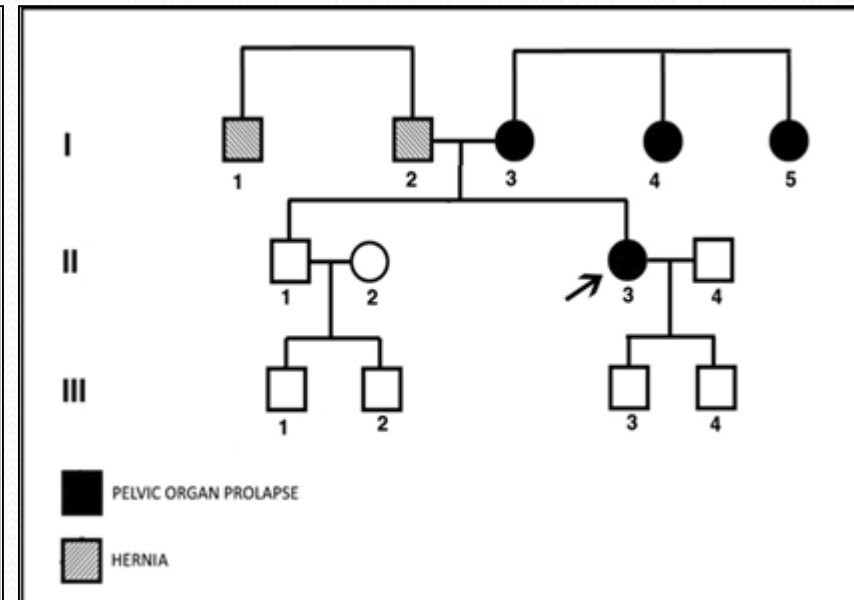 I
1 2 3 4 5
II
1 2 3 4
III
1 2 3 4
PELVIC ORGAN PROLAPSE
HERNIA